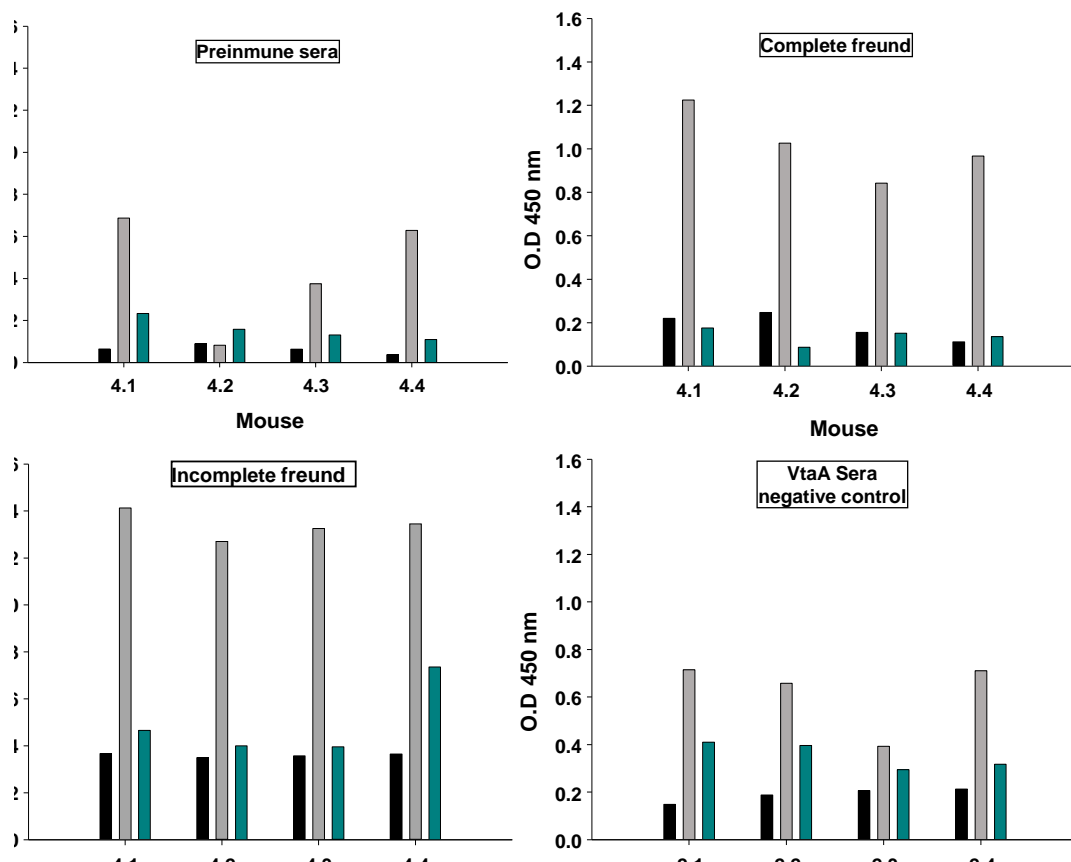 Preinmune sera
4.1 4.2 4.3 4.4
Mouse
Complete freund
O.D 450 nm
1.6
1.4
1.2
1.0
0.8
0.6
0.4
0.2
0.0
4.1 4.2 4.3 4.4
Mouse
Incomplete freund
VtaA Sera
negative control
O.D 450 nm
1.6
1.4
1.2
1.0
0.8
0.6
0.4
0.2
0.0